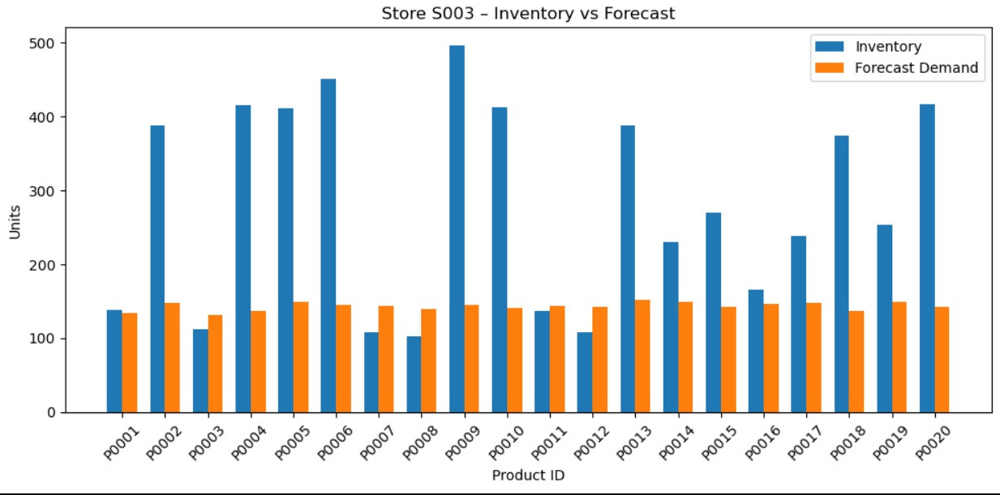 Store S003 – Inventory vs Forecast
Inventory
Forecast Demand
Units
500
400
300
200
100
0
P0001
P0002
P0003
P0004
P0005
P0006
P0007
P0008
P0009
P0010
P0011
P0012
P0013
P0014
P0015
P0016
P0017
P0018
P0019
P0020
Product ID